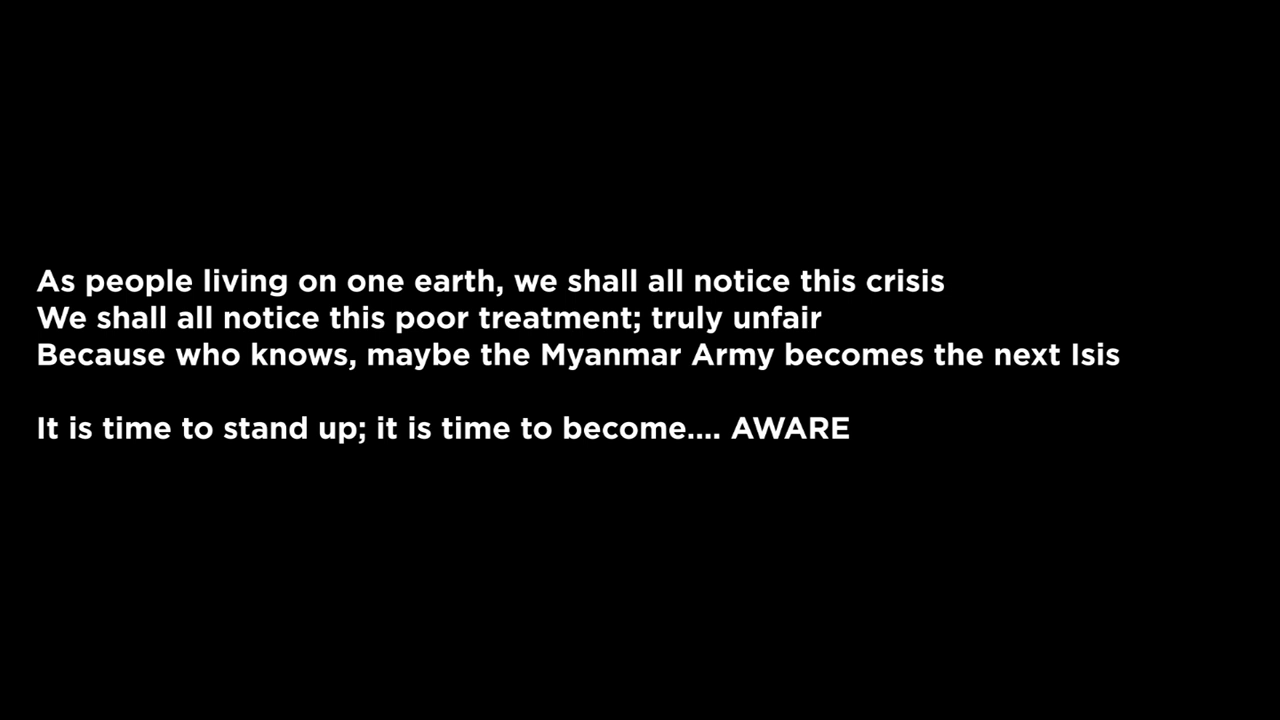 As people living on one earth, we shall all notice this crisis
We shall all notice this poor treatment; truly unfair
Because who knows, maybe the Myanmar Army becomes the next Isis
It is time to stand up; it is time to become.... AWARE